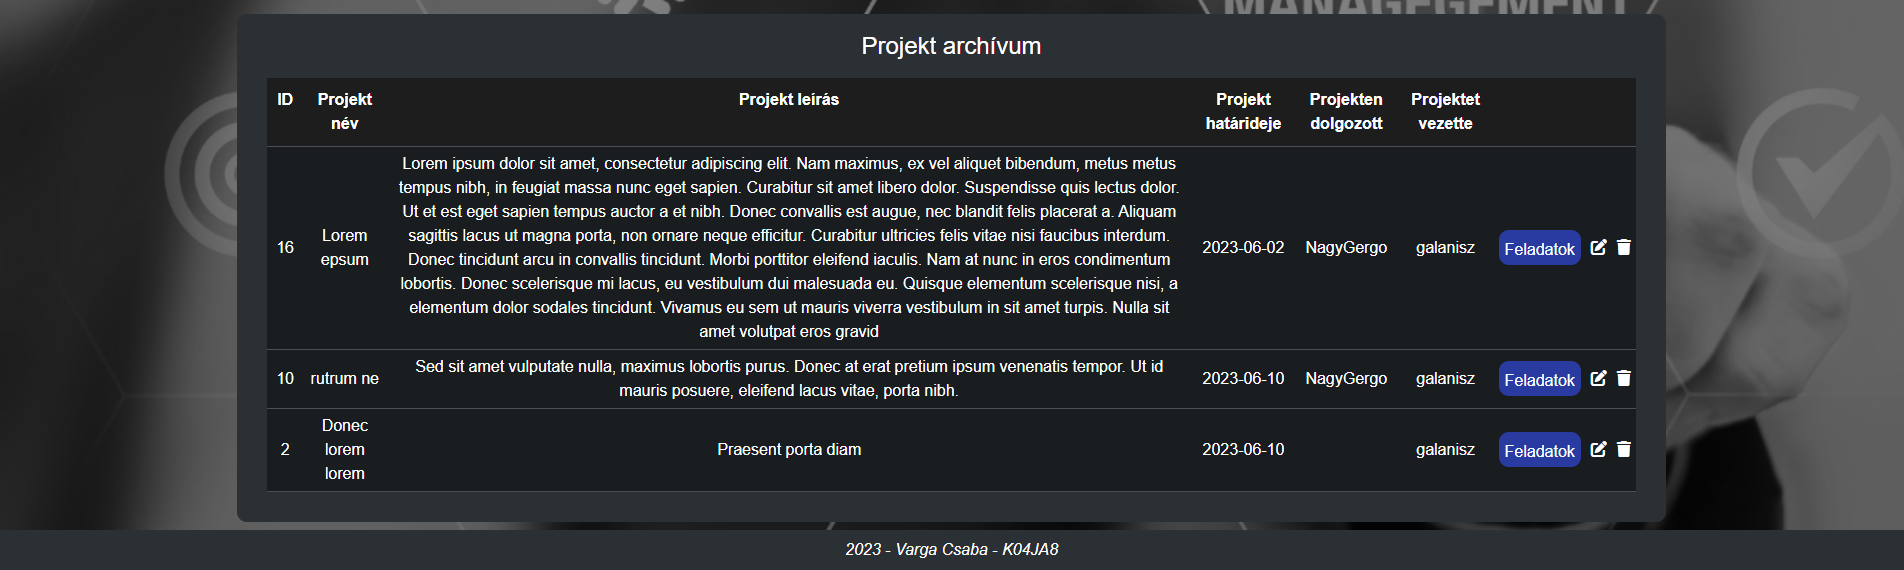 MANAGEGEMENT
Projekt archívum
ID Projekt név Projekt leírás Projekt határideje Projekten dolgozott Projektet vezette
Lorem ipsum dolor sit amet, consectetur adipiscing elit. Nam maximus, ex vel aliquet bibendum, metus metus
tempus nibh, in feugiat massa nunc eget sapien. Curabitur sit amet libero dolor. Suspendisse quis lectus dolor.
Ut et est eget sapien tempus auctor a et nibh. Donec convallis est augue, nec blandit felis placerat a. Aliquam
sagittis lacus ut magna porta, non ornare neque efficitur. Curabitur ultricies felis vitae nisi faucibus interdum.
16 Lorem epsum Donec tincidunt arcu in convallis tincidunt. Morbi porttitor eleifend iaculis. Nam at nunc in eros condimentum 2023-06-02 NagyGergo galanisz Feladatok
lobortis. Donec scelerisque mi lacus, eu vestibulum dui malesuada eu. Quisque elementum scelerisque nisi, a
elementum dolor sodales tincidunt. Vivamus eu sem ut mauris viverra vestibulum in sit amet turpis. Nulla sit
amet volutpat eros gravid
10 rutrum ne Sed sit amet vulputate nulla, maximus lobortis purus. Donec at erat pretium ipsum venenatis tempor. Ut id
mauris posuere, eleifend lacus vitae, porta nibh. 2023-06-10 NagyGergo galanisz Feladatok
2 Donec lorem lorem Praesent porta diam 2023-06-10 galanisz Feladatok
2023 - Varga Csaba - K04JA8